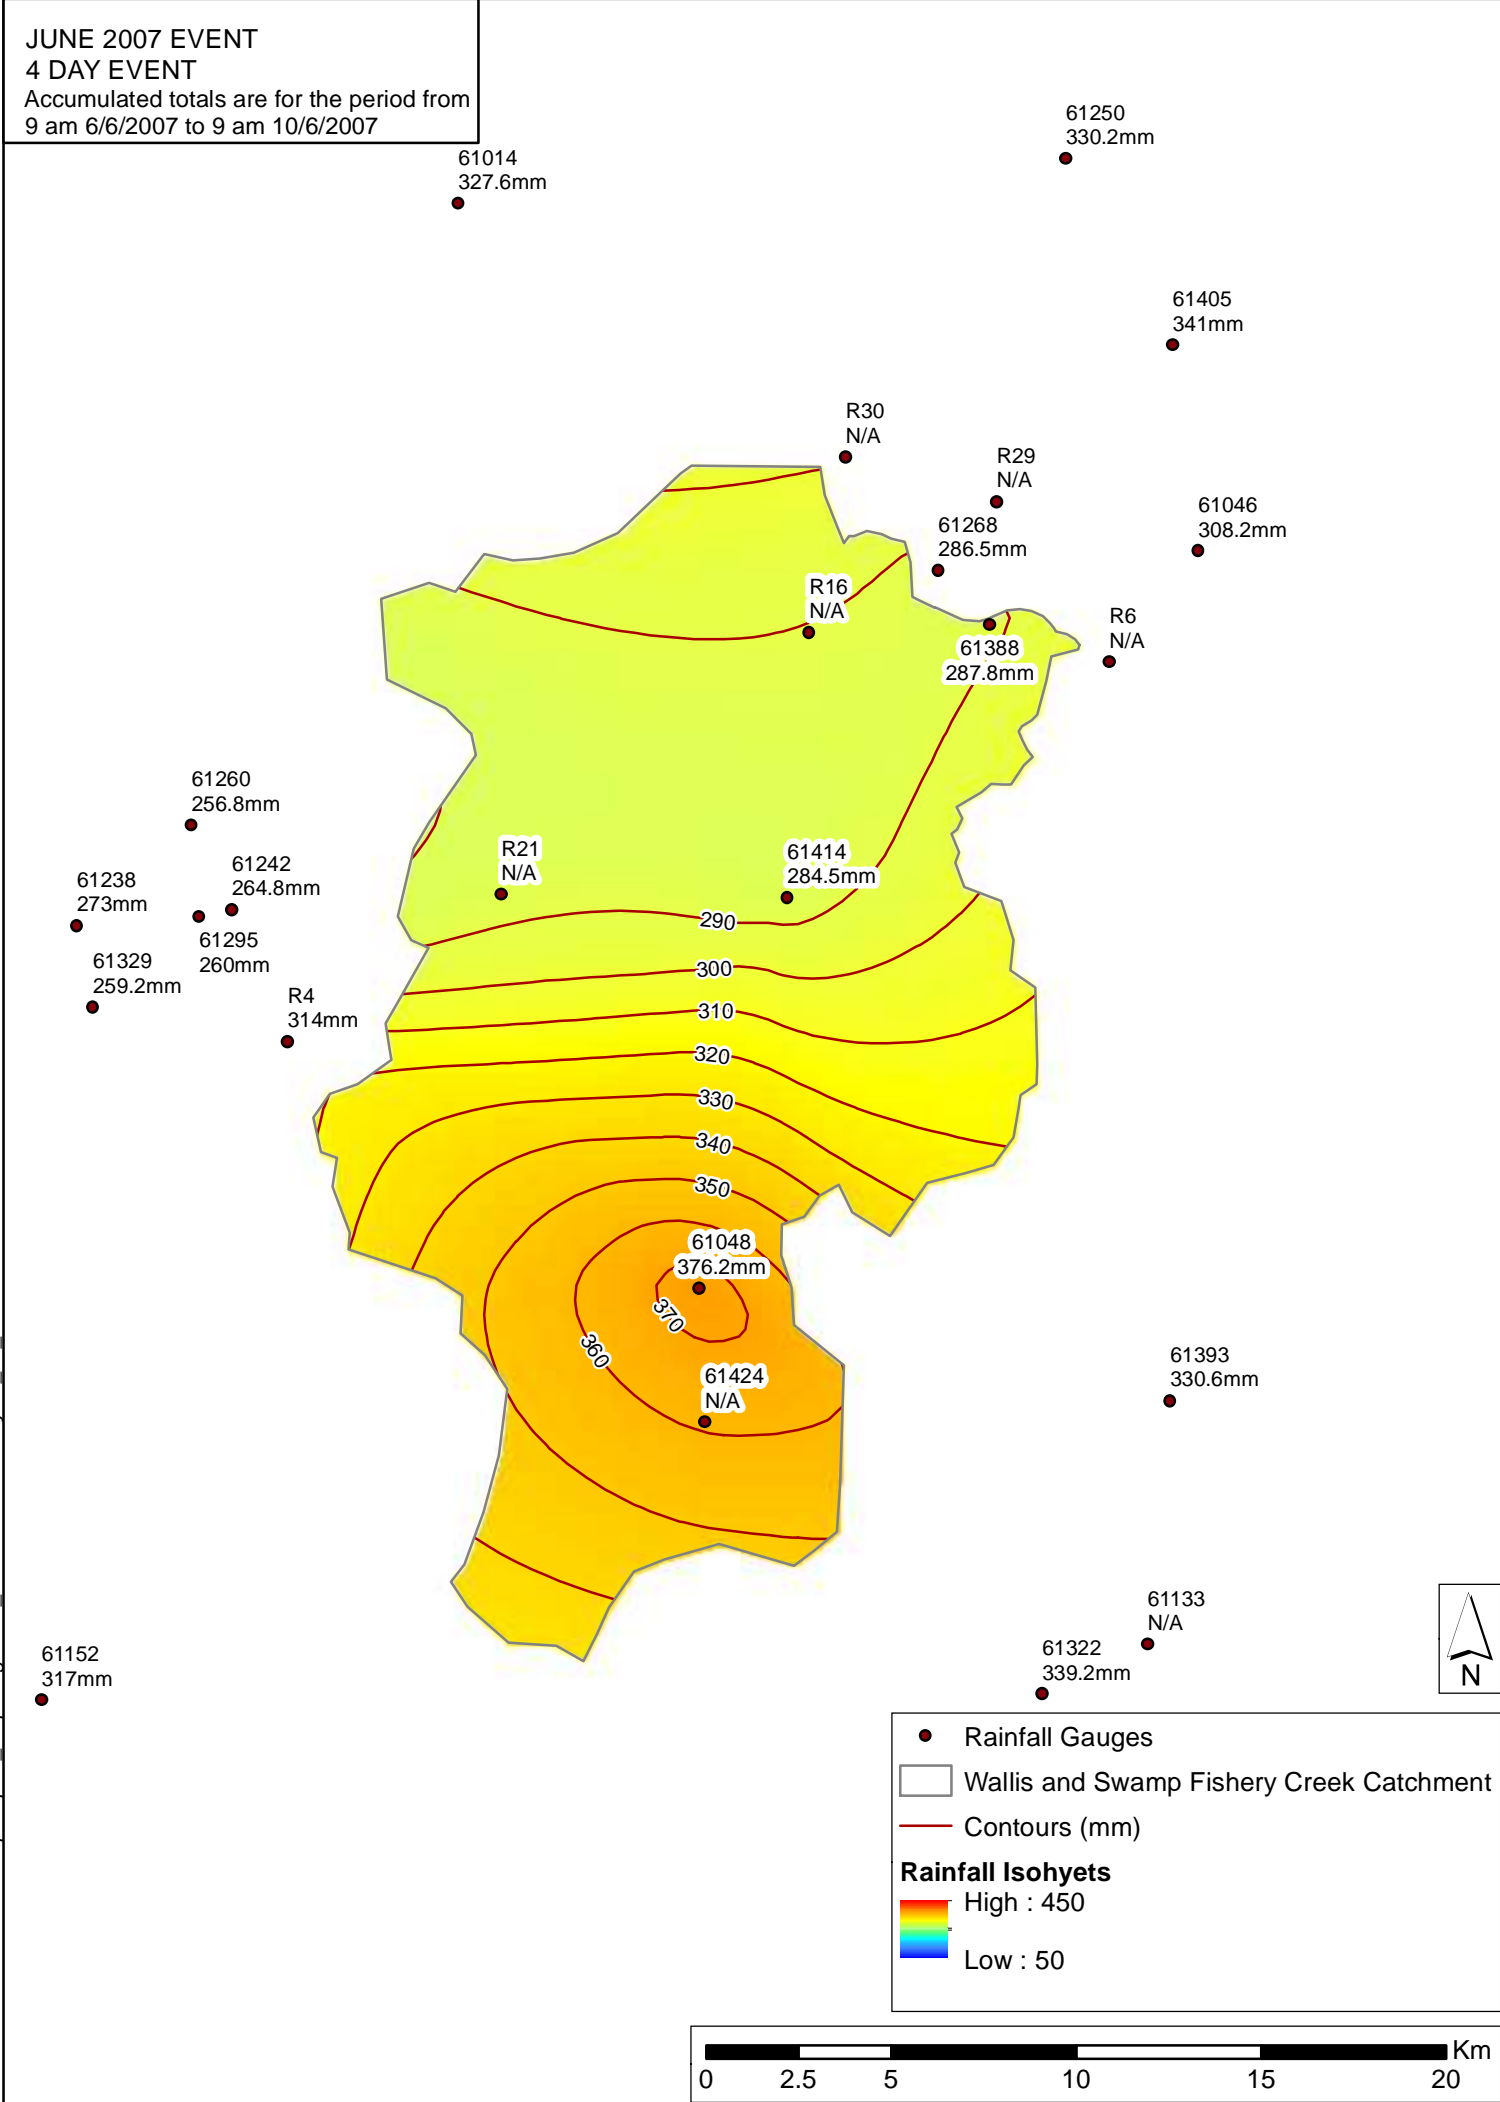 JUNE 2007 EVENT
4 DAY EVENT
Accumulated totals are for the period from
9 am 6/6/2007 to 9 am 10/6/2007
61250
330.2mm
61014
327.6mm
61405
341mm
R30
N/A
R29
N/A
61046
308.2mm
61268
286.5mm
R16
N/A
R6
N/A
61388
287.8mm
61260
256.8mm
R21
N/A
61414
284.5mm
61242
264.8mm
61238
273mm
61295
260mm
61329
259.2mm
R4
314mm
290
300
310
320
330
340
350
61048
376.2mm
370
360
61424
N/A
61393
330.6mm
61133
N/A
61322
339.2mm
61152
317mm
N
Rainfall Gauges
Wallis and Swamp Fishery Creek Catchment
Contours (mm)
Rainfall Isohyets
High : 450
Low : 50
Km
0 2.5 5 10 15 20